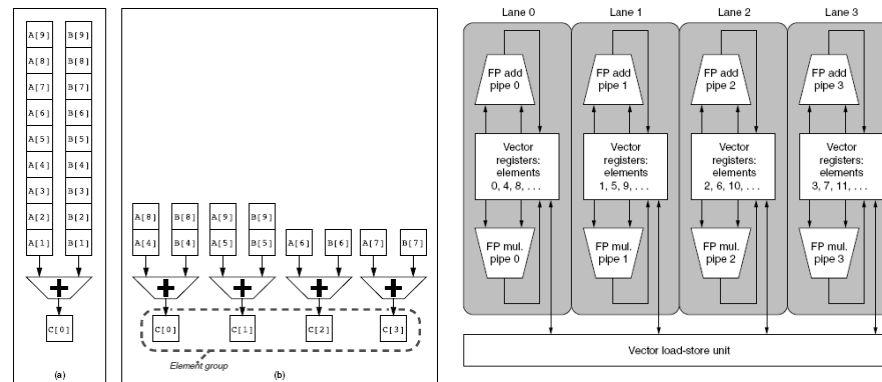 A[9] B[9]
A[8] B[8]
A[7] B[7]
A[6] B[6]
A[5] B[5]
A[4] B[4]
A[3] B[3]
A[2] B[2]
A[1] B[1]
+
C[0]
(a)
A[8] B[8] A[9] B[9]
A[4] B[4] A[5] B[5] A[6] B[6] A[7] B[7]
+ + + +
C[0] C[1] C[2] C[3]
Element group
(b)
Lane 0 Lane 1 Lane 2 Lane 3
FP add FP add FP add FP add
pipe 0 pipe 1 pipe 2 pipe 3
Vector Vector Vector Vector
registers: registers: registers: registers:
elements elements elements elements
0, 4, 8, . . . 1, 5, 9, . . . 2, 6, 10, . . . 3, 7, 11, . . .
FP mul. FP mul. FP mul. FP mul.
pipe 0 pipe 1 pipe 2 pipe 3
Vector load-store unit